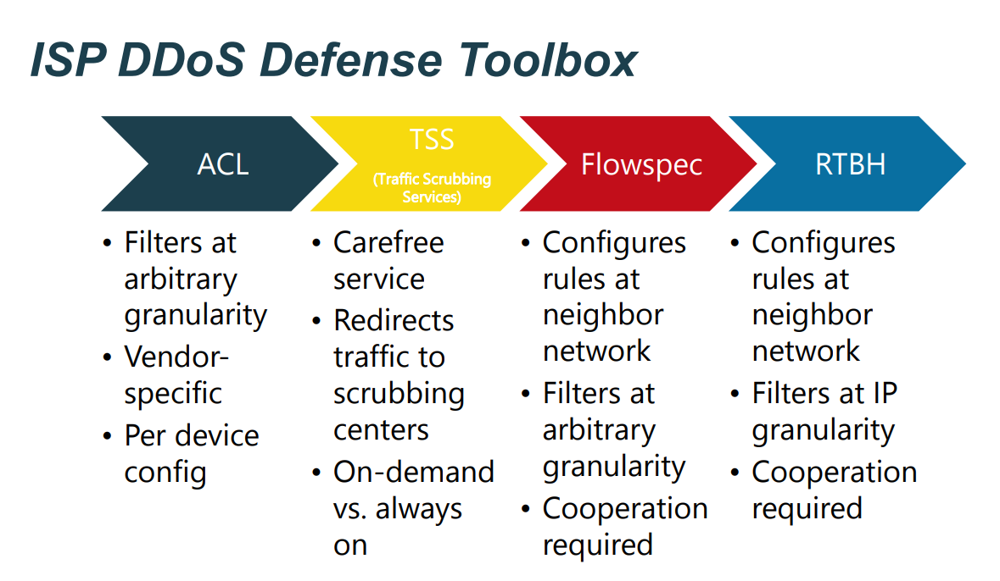 ISP DDoS Defense Toolbox
ACL
TSS
(Traffic Scrubbing
Services)
Flowspec
RTBH
• Filters at
arbitrary
granularity
• Vendor-
specific
• Per device
config
• Carefree
service
• Redirects
traffic to
scrubbing
centers
• On-demand
vs. always
on
• Configures
rules at
neighbor
network
• Filters at
arbitrary
granularity
• Cooperation
required
• Configures
rules at
neighbor
network
• Filters at IP
granularity
• Cooperation
required